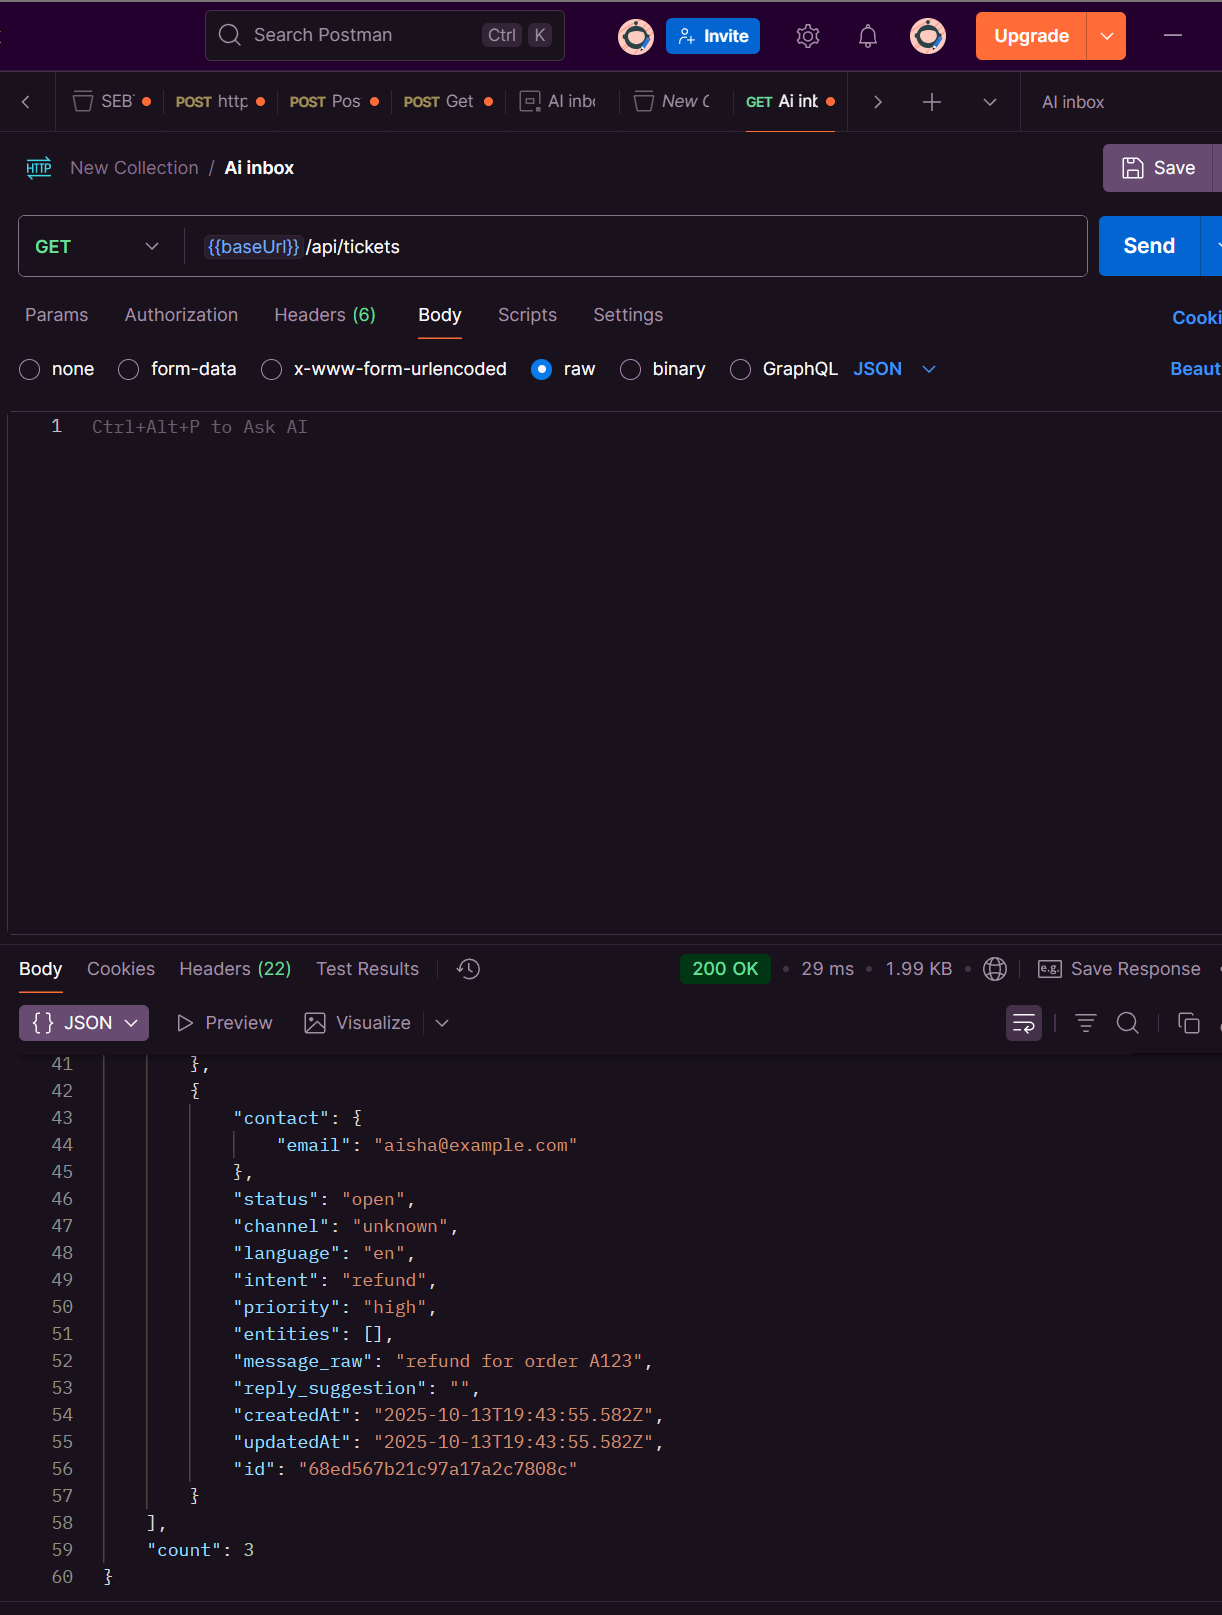 Search Postman Ctrl K Invite Upgrade
POST http POST Pos POST Get AI inb New GET Ai int AI inbox
HTTP New Collection / Ai inbox Save
GET {{baseUrl}}/api/tickets Send
Params Authorization Headers (6) Body Scripts Settings
none form-data x-www-form-urlencoded raw binary GraphQL JSON
1 Ctrl+Alt+P to Ask AI
Body Cookies Headers (22) Test Results 200 OK • 29 ms • 1.99 KB • e.g. Save Response
{} JSON Preview Visualize
41 },
42 {
43 "contact": {
44 "email": "aisha@example.com"
45 },
46 "status": "open",
47 "channel": "unknown",
48 "language": "en",
49 "intent": "refund",
50 "priority": "high",
51 "entities": [],
52 "message_raw": "refund for order A123",
53 "reply_suggestion": "",
54 "createdAt": "2025-10-13T19:43:55.582Z",
55 "updatedAt": "2025-10-13T19:43:55.582Z",
56 "id": "68ed567b21c97a17a2c7808c"
57 }
58 ],
59 "count": 3
60 }